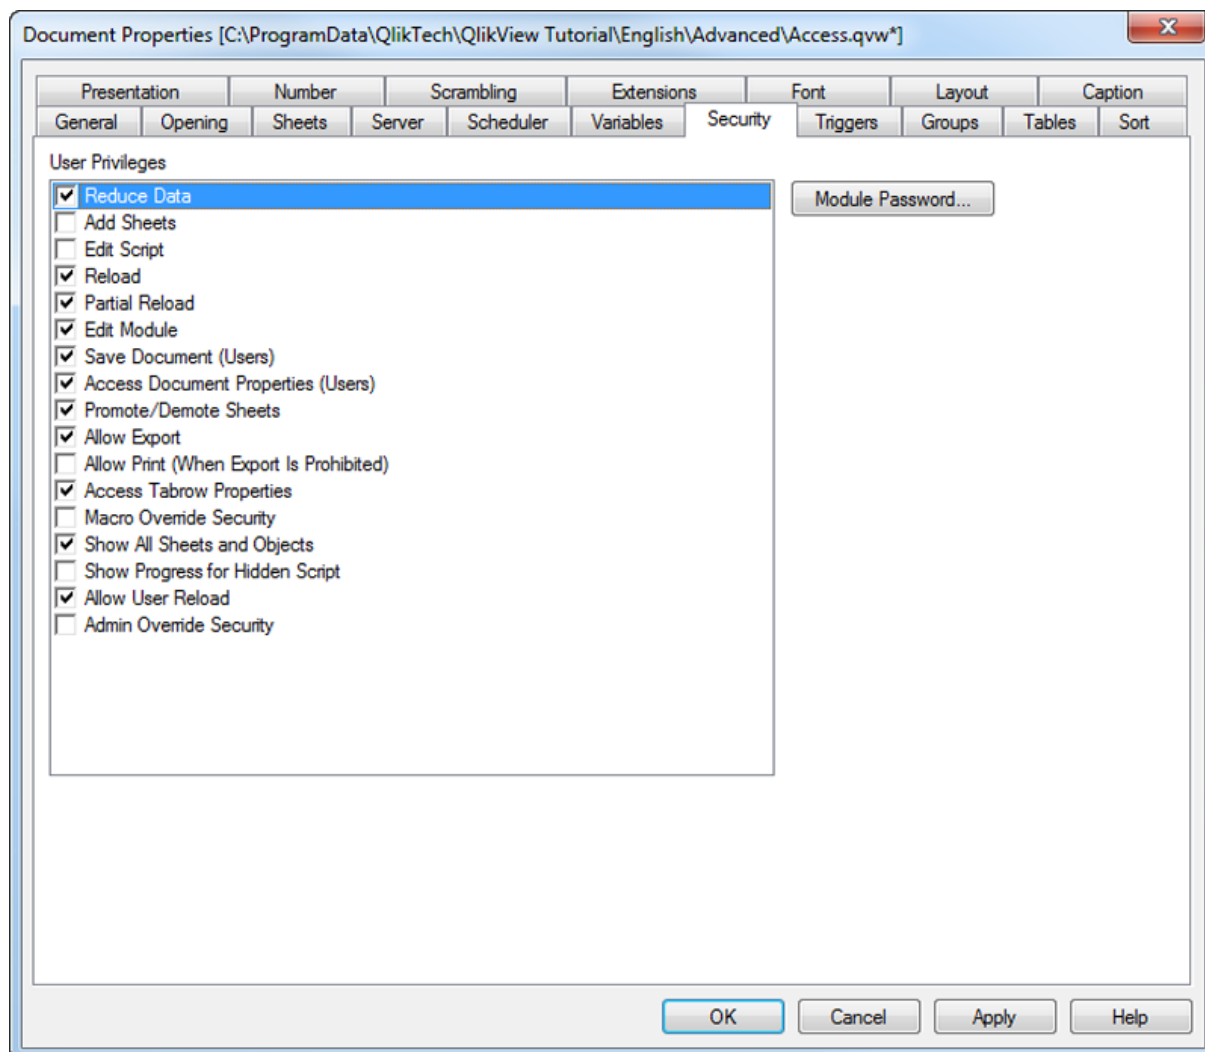 Document Properties [C:\ProgramData\QlikTech\QlikView Tutorial\English\Advanced\Access.qvw*]
Presentation Number Scrambling Extensions Font Layout Caption
General Opening Sheets Server Scheduler Variables Security Triggers Groups Tables Sort
User Privileges
Reduce Data
Module Password...
Add Sheets
Edit Script
Reload
Partial Reload
Edit Module
Save Document (Users)
Access Document Properties (Users)
Promote/Demote Sheets
Allow Export
Allow Print (When Export Is Prohibited)
Access Tabrow Properties
Macro Override Security
Show All Sheets and Objects
Show Progress for Hidden Script
Allow User Reload
Admin Override Security
OK Cancel Apply Help